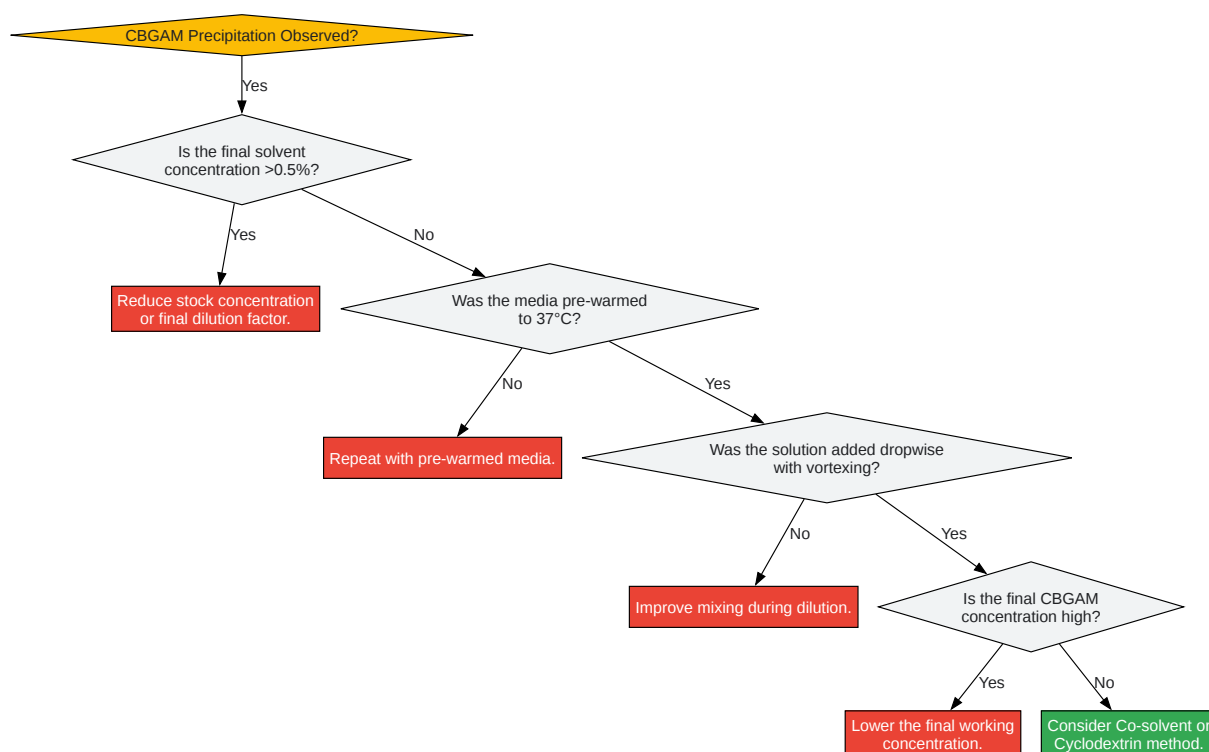 CBGAM Precipitation Observed?
Yes
Is the final solvent
concentration >0.5%?
Yes
No
Reduce stock concentration
or final dilution factor.
Was the media pre-warmed
to 37°C?
No
Yes
Repeat with pre-warmed media.
Was the solution added dropwise
with vortexing?
No
Yes
Improve mixing during dilution.
Is the final CBGAM
concentration high?
Yes
No
Lower the final working
concentration.
Consider Co-solvent or
Cyclodextrin method.